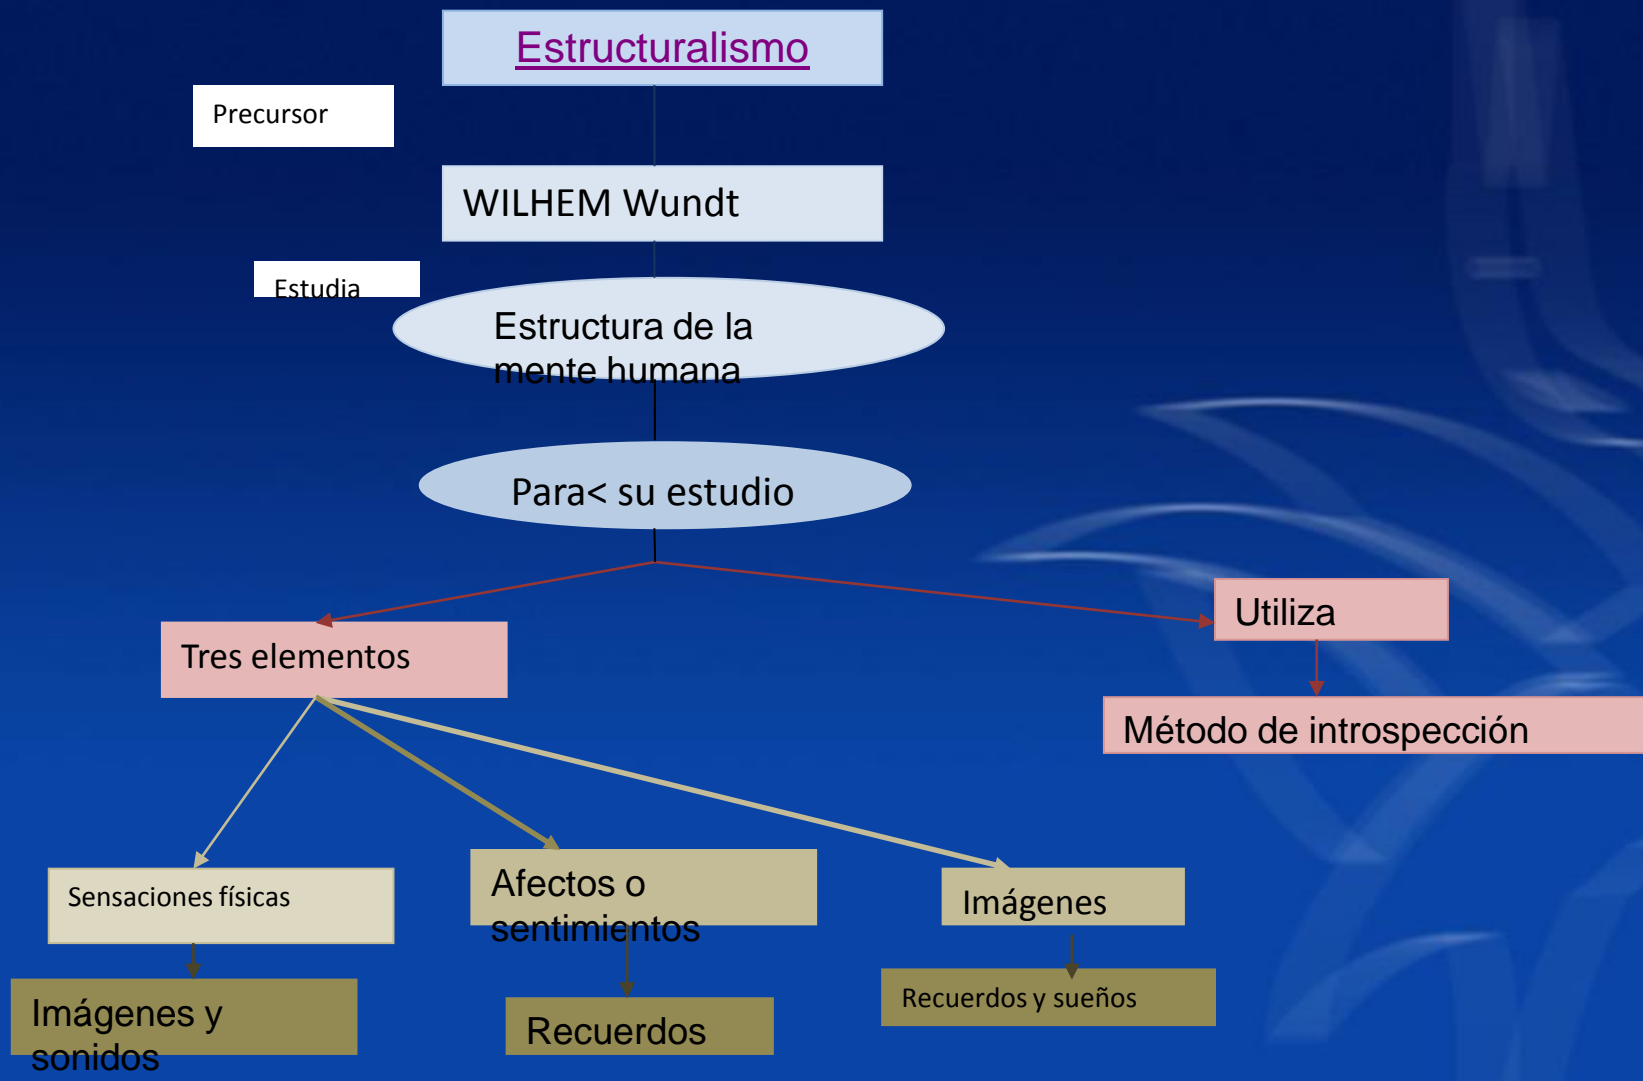 Estructuralismo
Precursor
WILHEM Wundt
Estudia
Estructura de la
mente humana
Para< su estudio
Utiliza
Tres elementos
Método de introspección
Sensaciones físicas
Afectos o
sentimientos
Imágenes
Imágenes y
sonidos
Recuerdos
Recuerdos y sueños